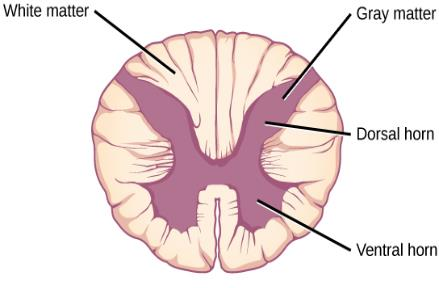 White matter
Gray matter
Dorsal horn
Ventral horn